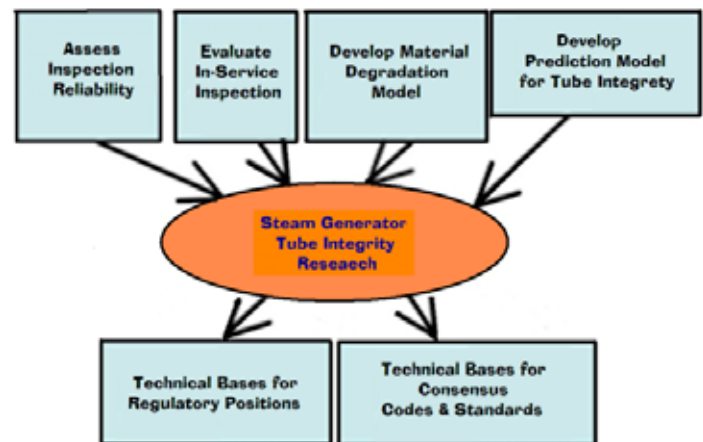 Assess
Inspection
Reliability
Evaluate
In-Service
Inspection
Develop Material
Degradation
Model
Develop
Prediction Model
for Tube Integrety
Steam Generator
Tube Integrity
Reseaech
Technical Bases for
Regulatory Positions
Technical Bases for
Consensus
Codes & Standards